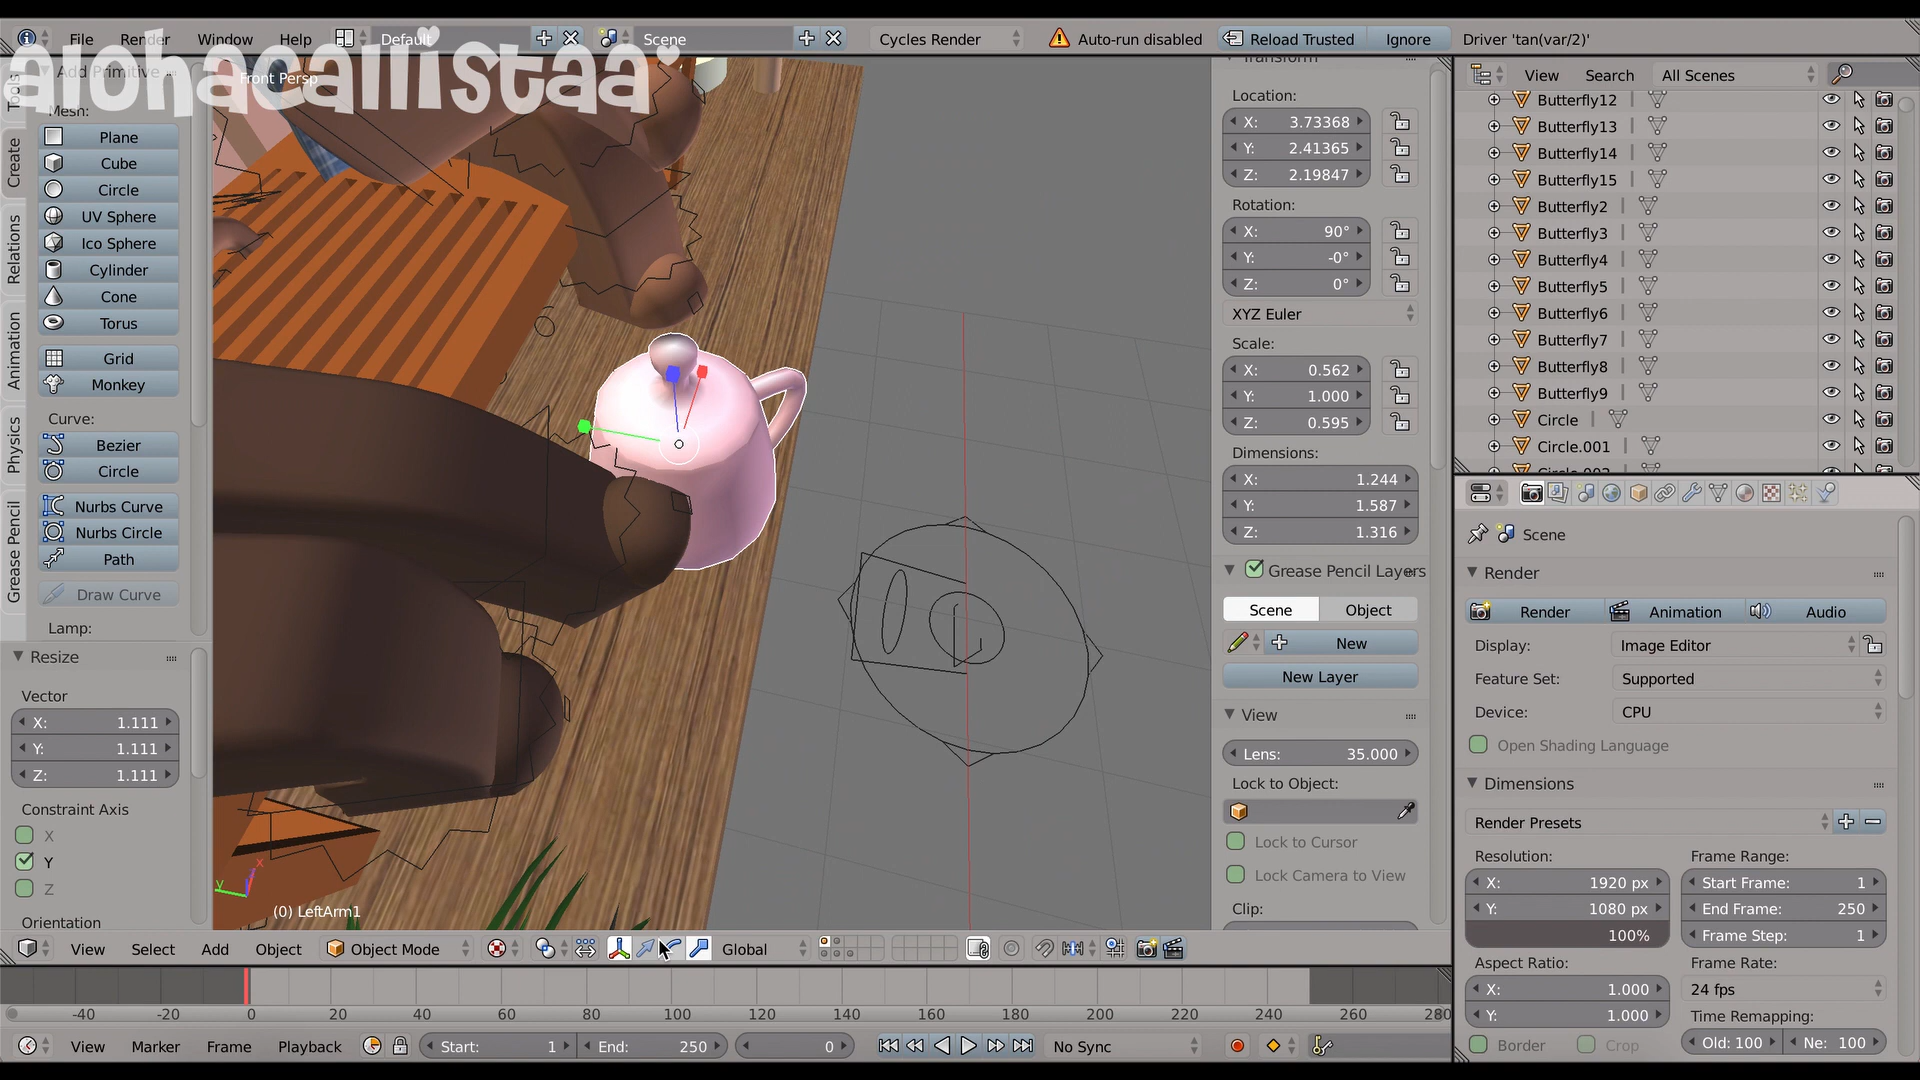 File Render Window Help Default Scene Cycles Render Auto-run disabled Reload Trusted Ignore Driver 'tan(var/2)'
alohacallistaa
Add Primitive
Front Persp
Mesh:
Plane
Cube
Circle
UV Sphere
Ico Sphere
Cylinder
Cone
Torus
Grid
Monkey
Curve:
Bezier
Circle
Nurbs Curve
Nurbs Circle
Path
Draw Curve
Lamp:
Tools
Create
Relations
Animation
Physics
Grease Pencil
Resize
Vector
X: 1.111
Y: 1.111
Z: 1.111
Constraint Axis
X
Y
Z
Orientation
(0) LeftArm1
Transform
Location:
X: 3.73368
Y: 2.41365
Z: 2.19847
Rotation:
X: 90°
Y: -0°
Z: 0°
XYZ Euler
Scale:
X: 0.562
Y: 1.000
Z: 0.595
Dimensions:
X: 1.244
Y: 1.587
Z: 1.316
Grease Pencil Layers
Scene Object
New
New Layer
View
Lens: 35.000
Lock to Object:
Lock to Cursor
Lock Camera to View
Clip:
View Search All Scenes
Butterfly12
Butterfly13
Butterfly14
Butterfly15
Butterfly2
Butterfly3
Butterfly4
Butterfly5
Butterfly6
Butterfly7
Butterfly8
Butterfly9
Circle
Circle.001
Circle.002
Scene
Render
Render Animation Audio
Display: Image Editor
Feature Set: Supported
Device: CPU
Open Shading Language
Dimensions
Render Presets
Resolution: Frame Range:
X: 1920 px Start Frame: 1
Y: 1080 px End Frame: 250
100% Frame Step: 1
Aspect Ratio: Frame Rate:
X: 1.000 24 fps
Y: 1.000 Time Remapping:
Border Crop Old: 100 Ne: 100
View Select Add Object Object Mode Global
-40 -20 0 20 40 60 80 100 120 140 160 180 200 220 240 260 280
View Marker Frame Playback Start: 1 End: 250 0 No Sync